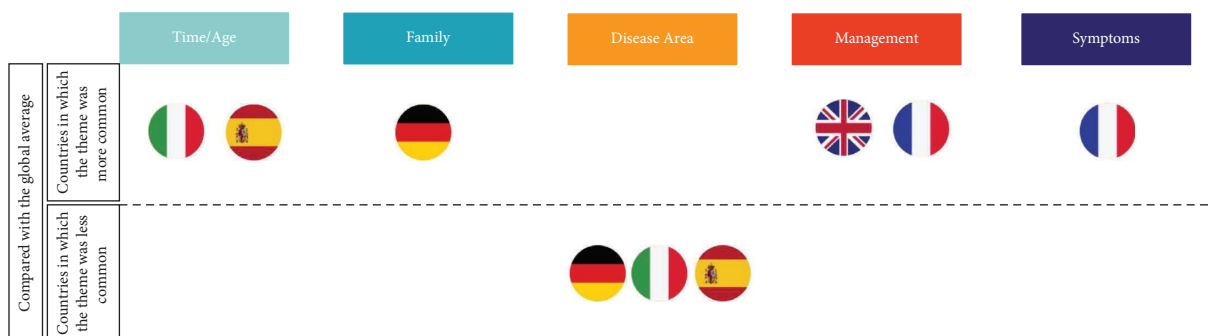 Time/Age
Family
Disease Area
Management
Symptoms
Compared with the global average
Countries in which
the theme was
more common
Countries in which
the theme was less
common